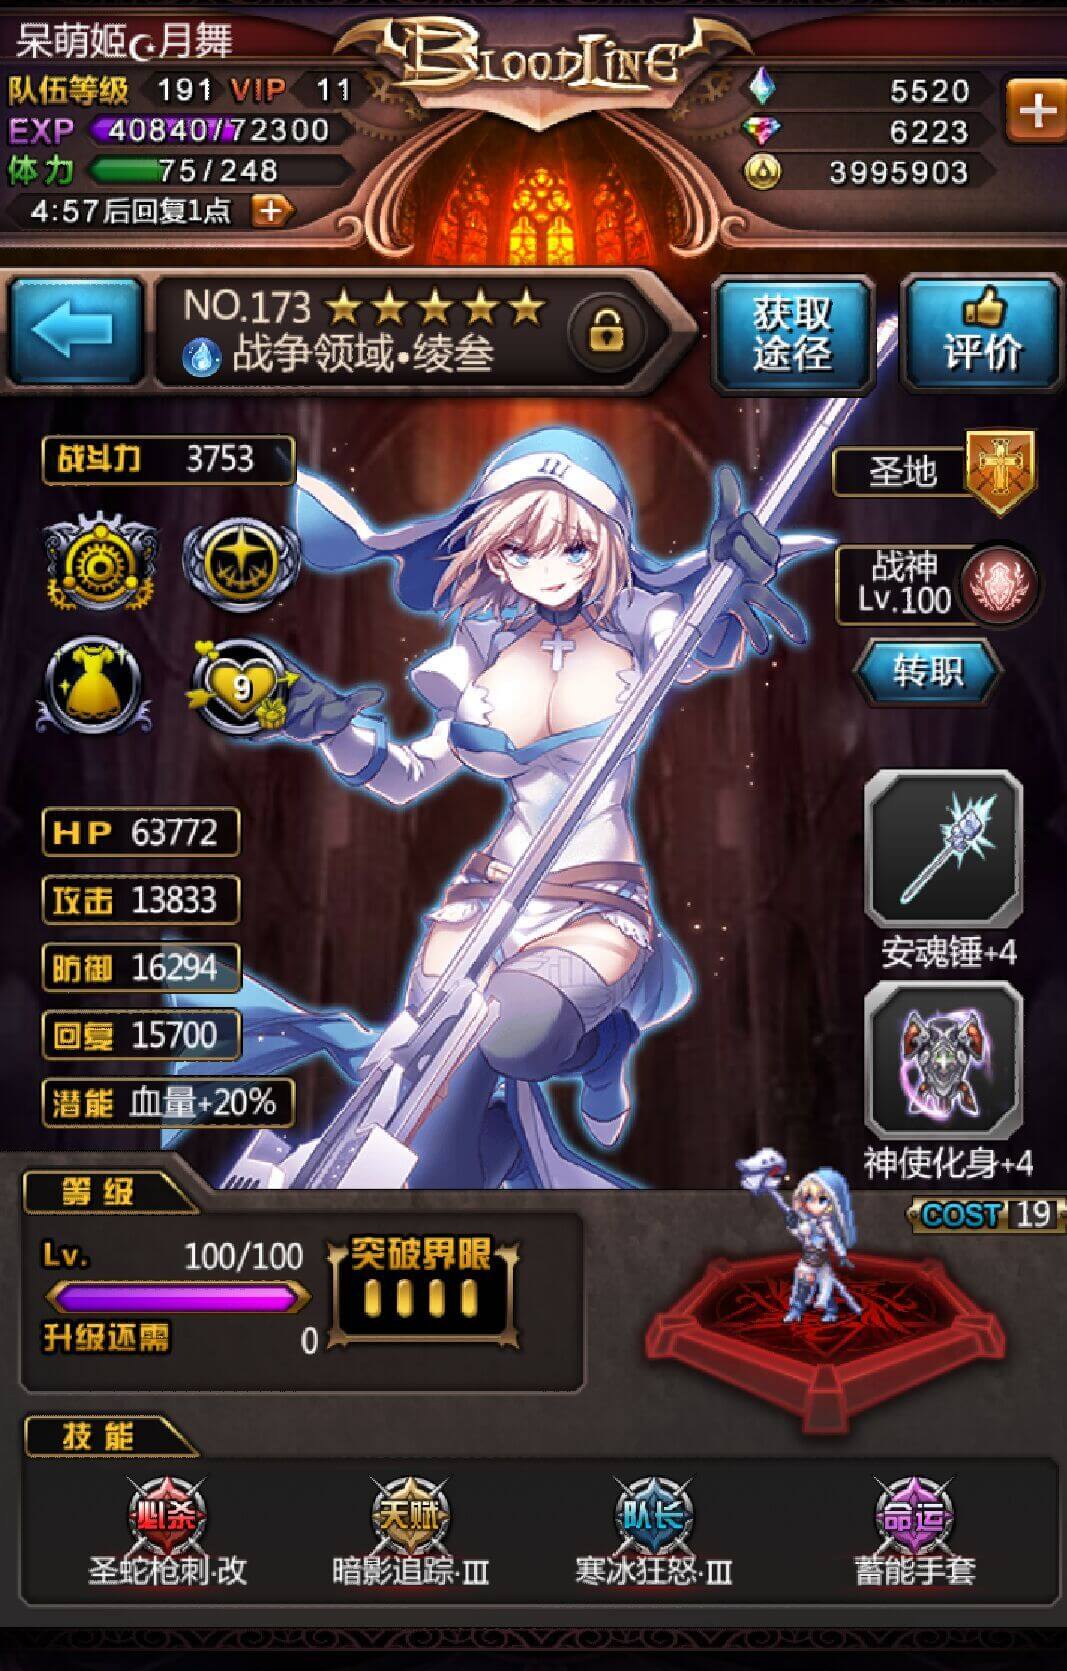 呆萌姬☪月舞
BLOODLINE
队伍等级 191 VIP 11
5520
EXP 40840/72300
6223
体力 75/248
3995903
4:57后回复1点
NO.173
战争领域•绫叁
获取
途径
评价
战斗力 3753
圣地
战神
Lv.100
转职
9
HP 63772
攻击 13833
防御 16294
回复 15700
潜能 血量+20%
安魂锤+4
神使化身+4
COST 19
等级
Lv. 100/100
突破界限
升级还需 0
技能
必杀
圣蛇枪刺·改
天赋
暗影追踪·III
队长
寒冰狂怒·III
命运
蓄能手套